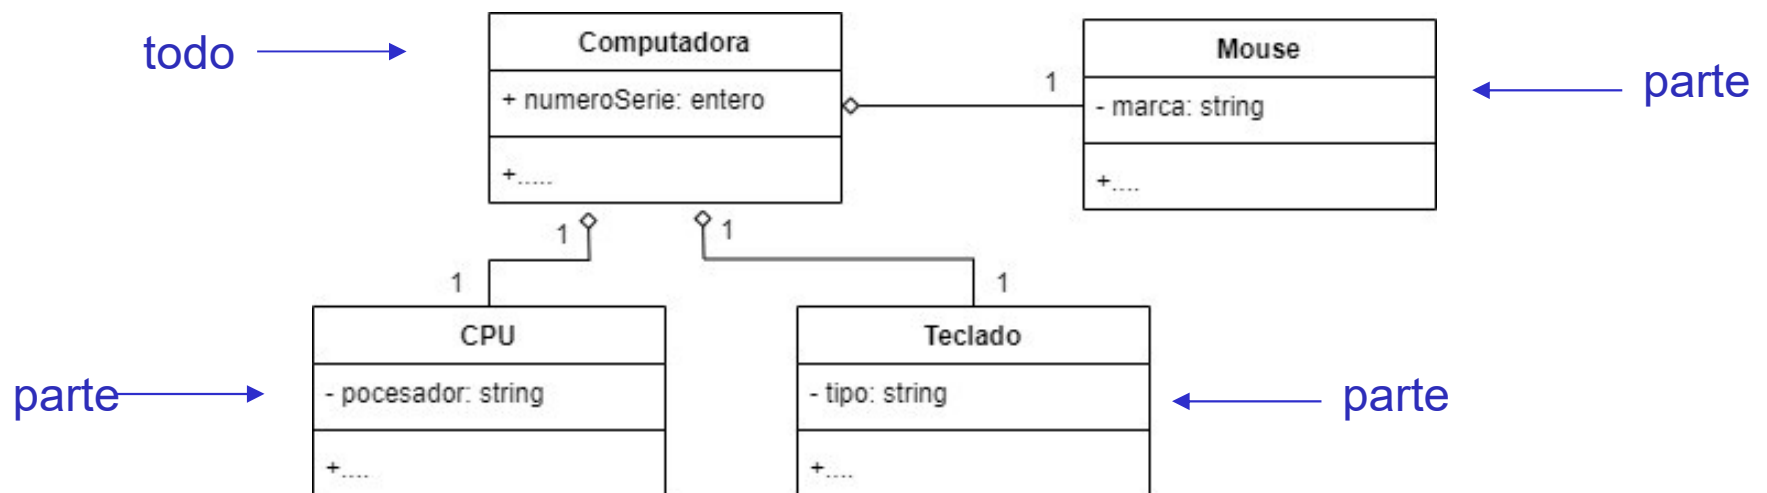 todo
Computadora
+ numeroSerie: entero
+.....
1
Mouse
- marca: string
+....
parte
1
1
1
1
CPU
- pocesador: string
+....
parte
Teclado
- tipo: string
+....
parte